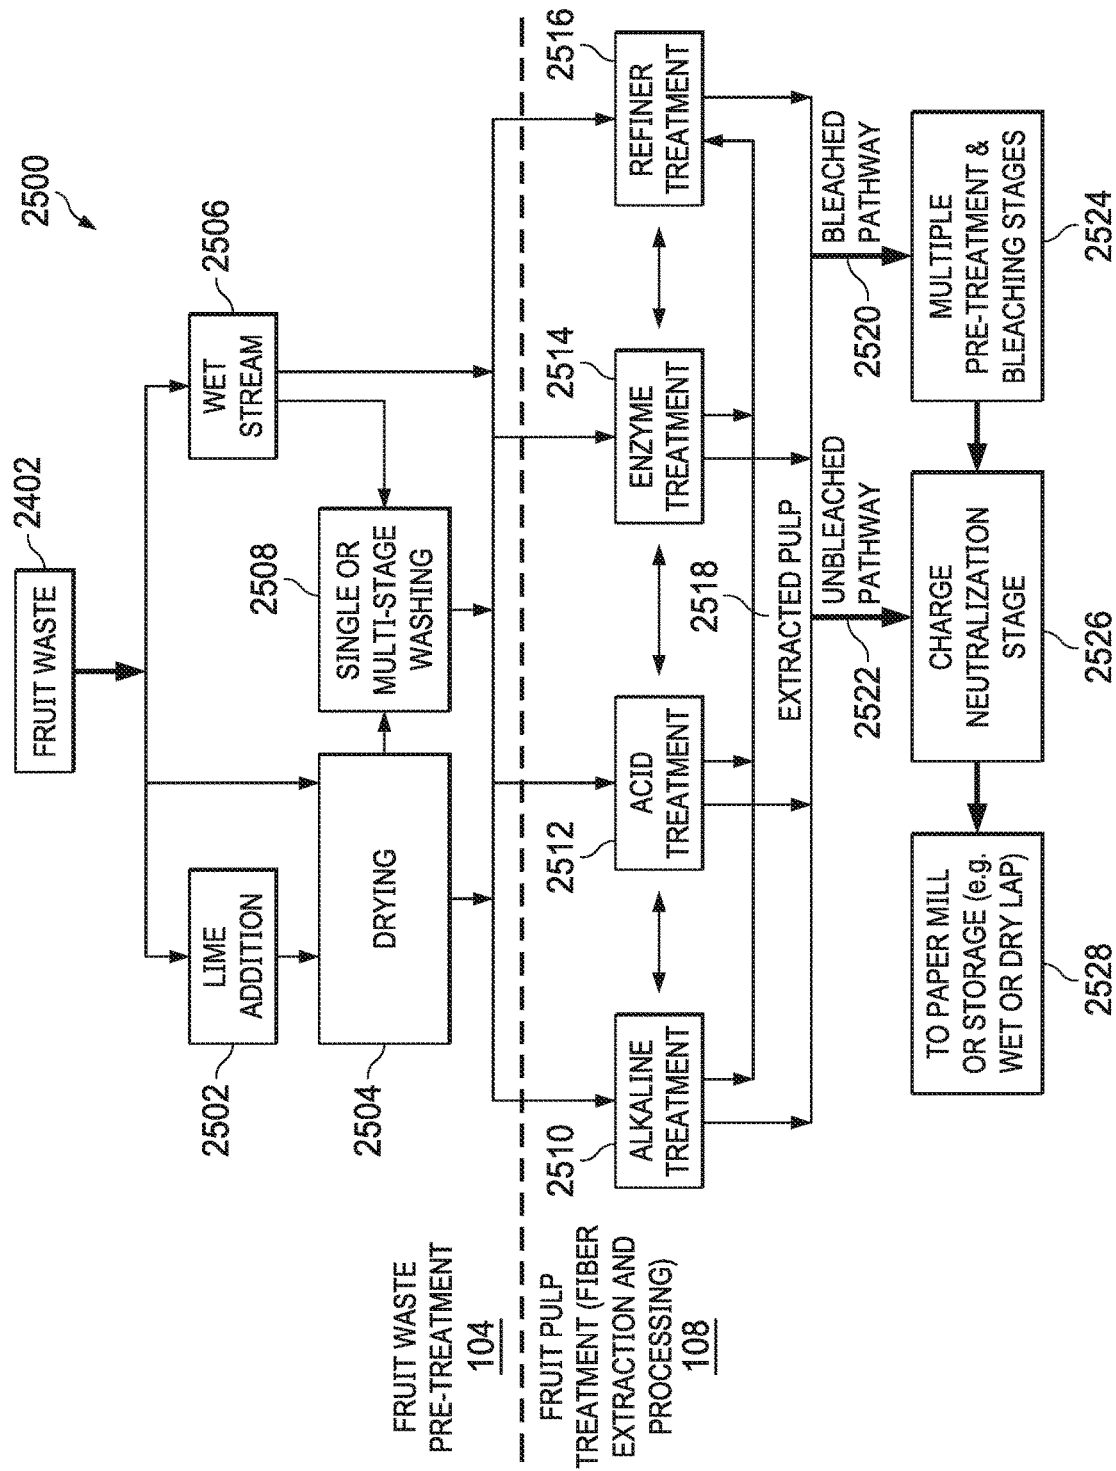 2500
FRUIT WASTE
2402
LIME
ADDITION
2502
WET
STREAM
2506
DRYING
2504
SINGLE OR
MULTI-STAGE
WASHING
2508
FRUIT WASTE
PRE-TREATMENT
104
FRUIT PULP
TREATMENT (FIBER
EXTRACTION AND
PROCESSING)
108
ALKALINE
TREATMENT
2510
ACID
TREATMENT
2512
ENZYME
TREATMENT
2514
REFINER
TREATMENT
2516
2518
EXTRACTED PULP
UNBLEACHED
PATHWAY
2522
BLEACHED
PATHWAY
2520
TO PAPER MILL
OR STORAGE (e.g.
WET OR DRY LAP)
2528
CHARGE
NEUTRALIZATION
STAGE
2526
MULTIPLE
PRE-TREATMENT &
BLEACHING STAGES
2524